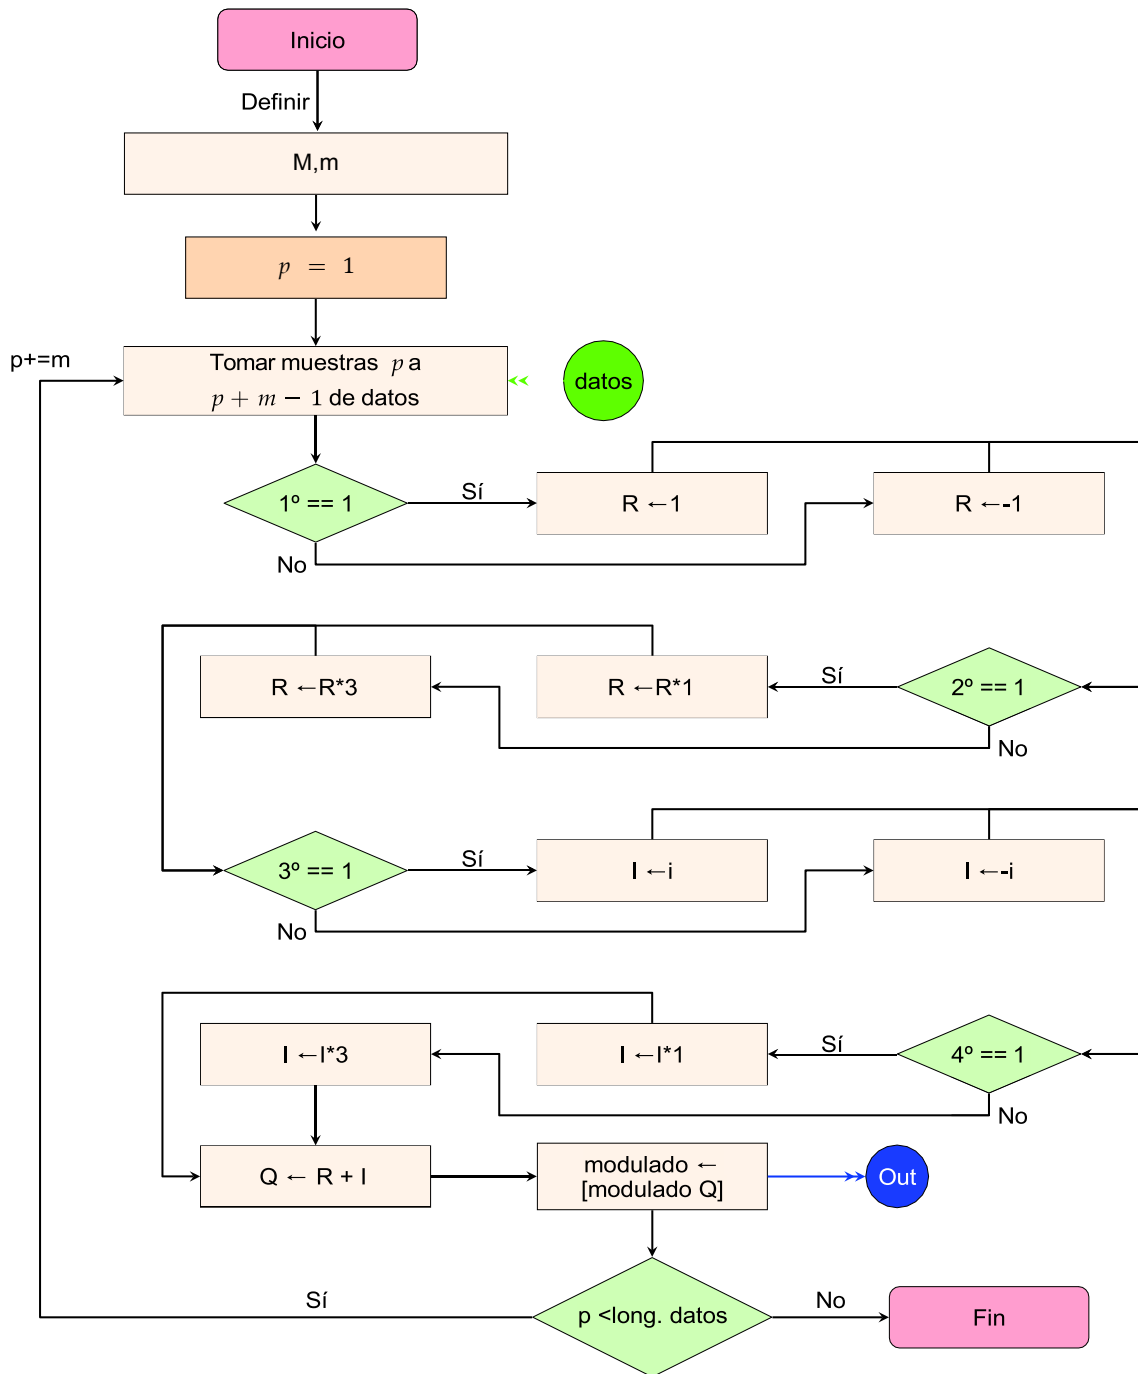 Inicio
Definir
M,m
p = 1
p+=m
Tomar muestras p a
p + m − 1 de datos
datos
1º == 1
Sí
R ←1
R ←-1
No
R ←R*3
R ←R*1
Sí
2º == 1
No
3º == 1
Sí
I ←i
I ←-i
No
I ←I*3
I ←I*1
Sí
4º == 1
No
Q ← R + I
modulado ←
[modulado Q]
Out
Sí
p <long. datos
No
Fin